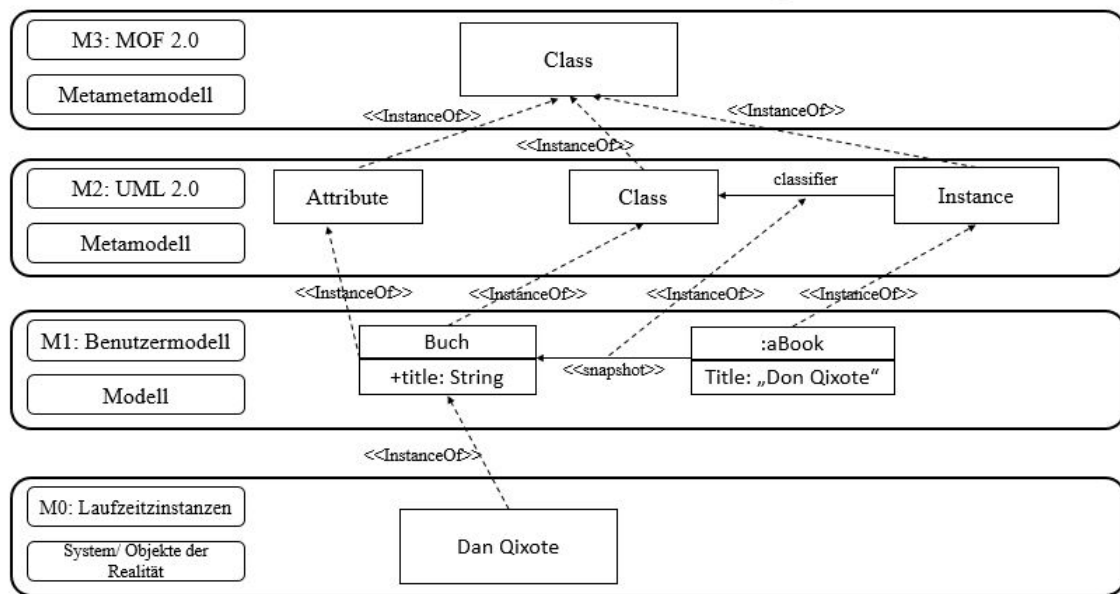 M3: MOF 2.0
Metametamodell
Class
<<InstanceOf>>
<<InstanceOf>>
<<InstanceOf>>
M2: UML 2.0
Metamodell
Attribute
Class
classifier
Instance
<<InstanceOf>>
<<InstanceOf>>
<<InstanceOf>>
<<InstanceOf>>
M1: Benutzermodell
Modell
Buch
+title: String
<<snapshot>>
:aBook
Title: „Don Qixote“
<<InstanceOf>>
M0: Laufzeitzinstanzen
System/ Objekte der
Realität
Dan Qixote